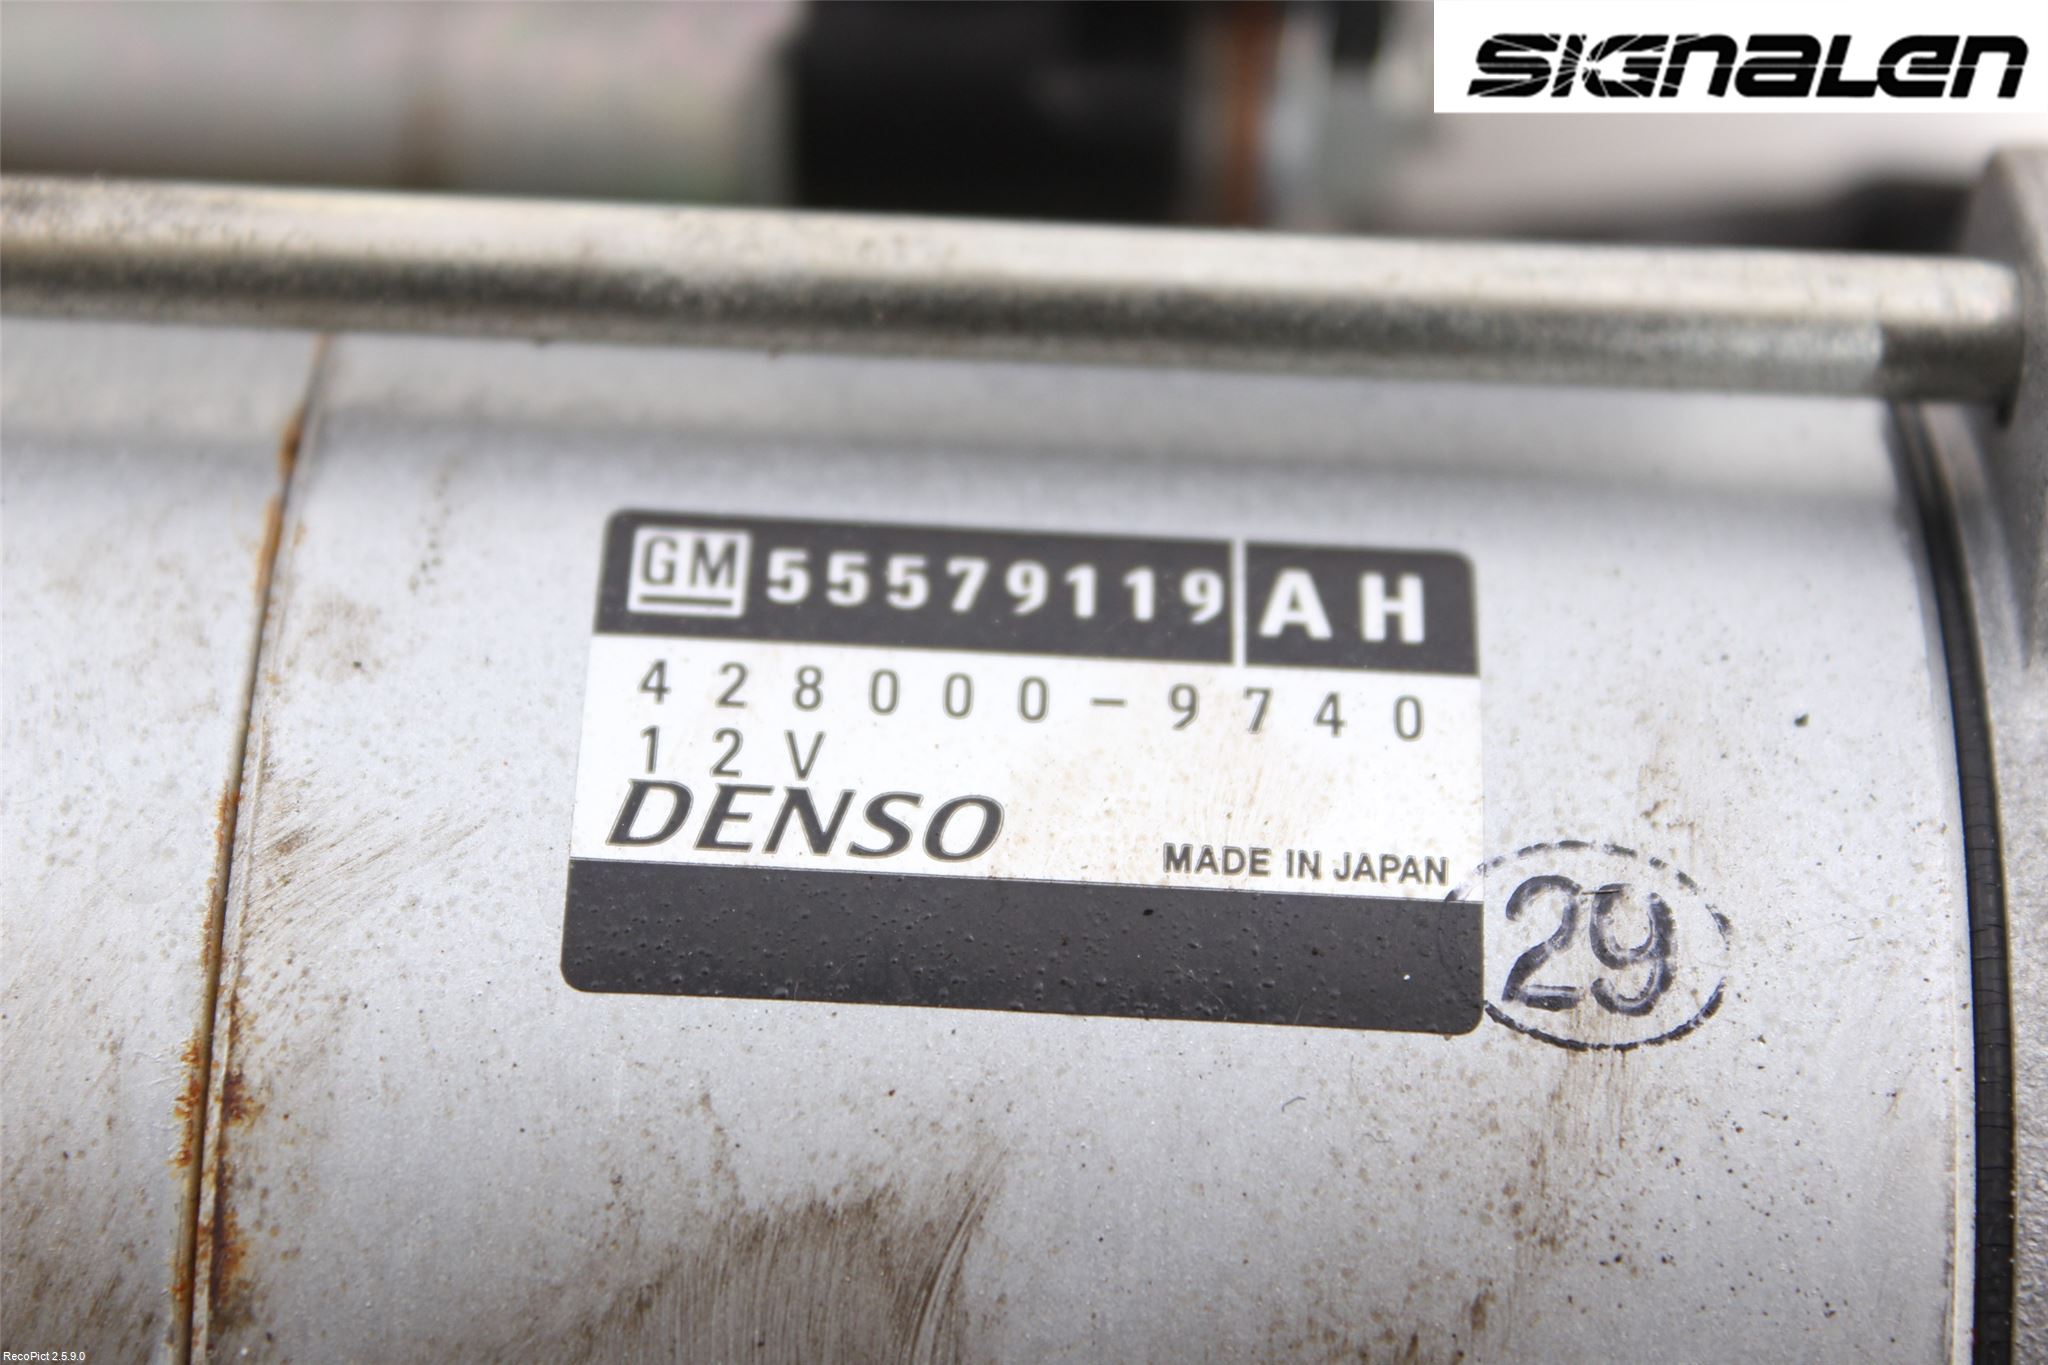 SIGNALEN
GM 55579119 AH
428000-9740
12V
DENSO
MADE IN JAPAN
29
RecoPict 2.5.9.0